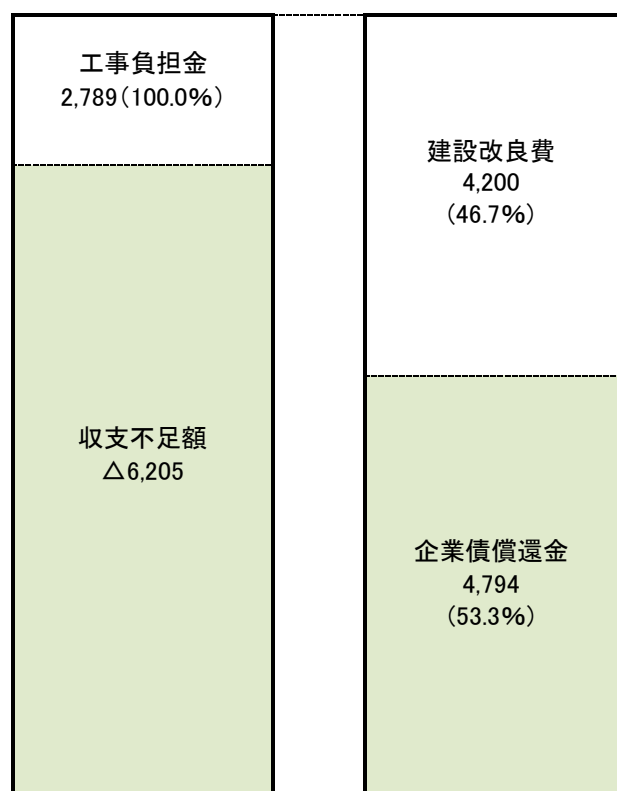 工事負担金
2,789(100.0%)
収支不足額
△6,205
建設改良費
4,200
(46.7%)
企業債償還金
4,794
(53.3%)